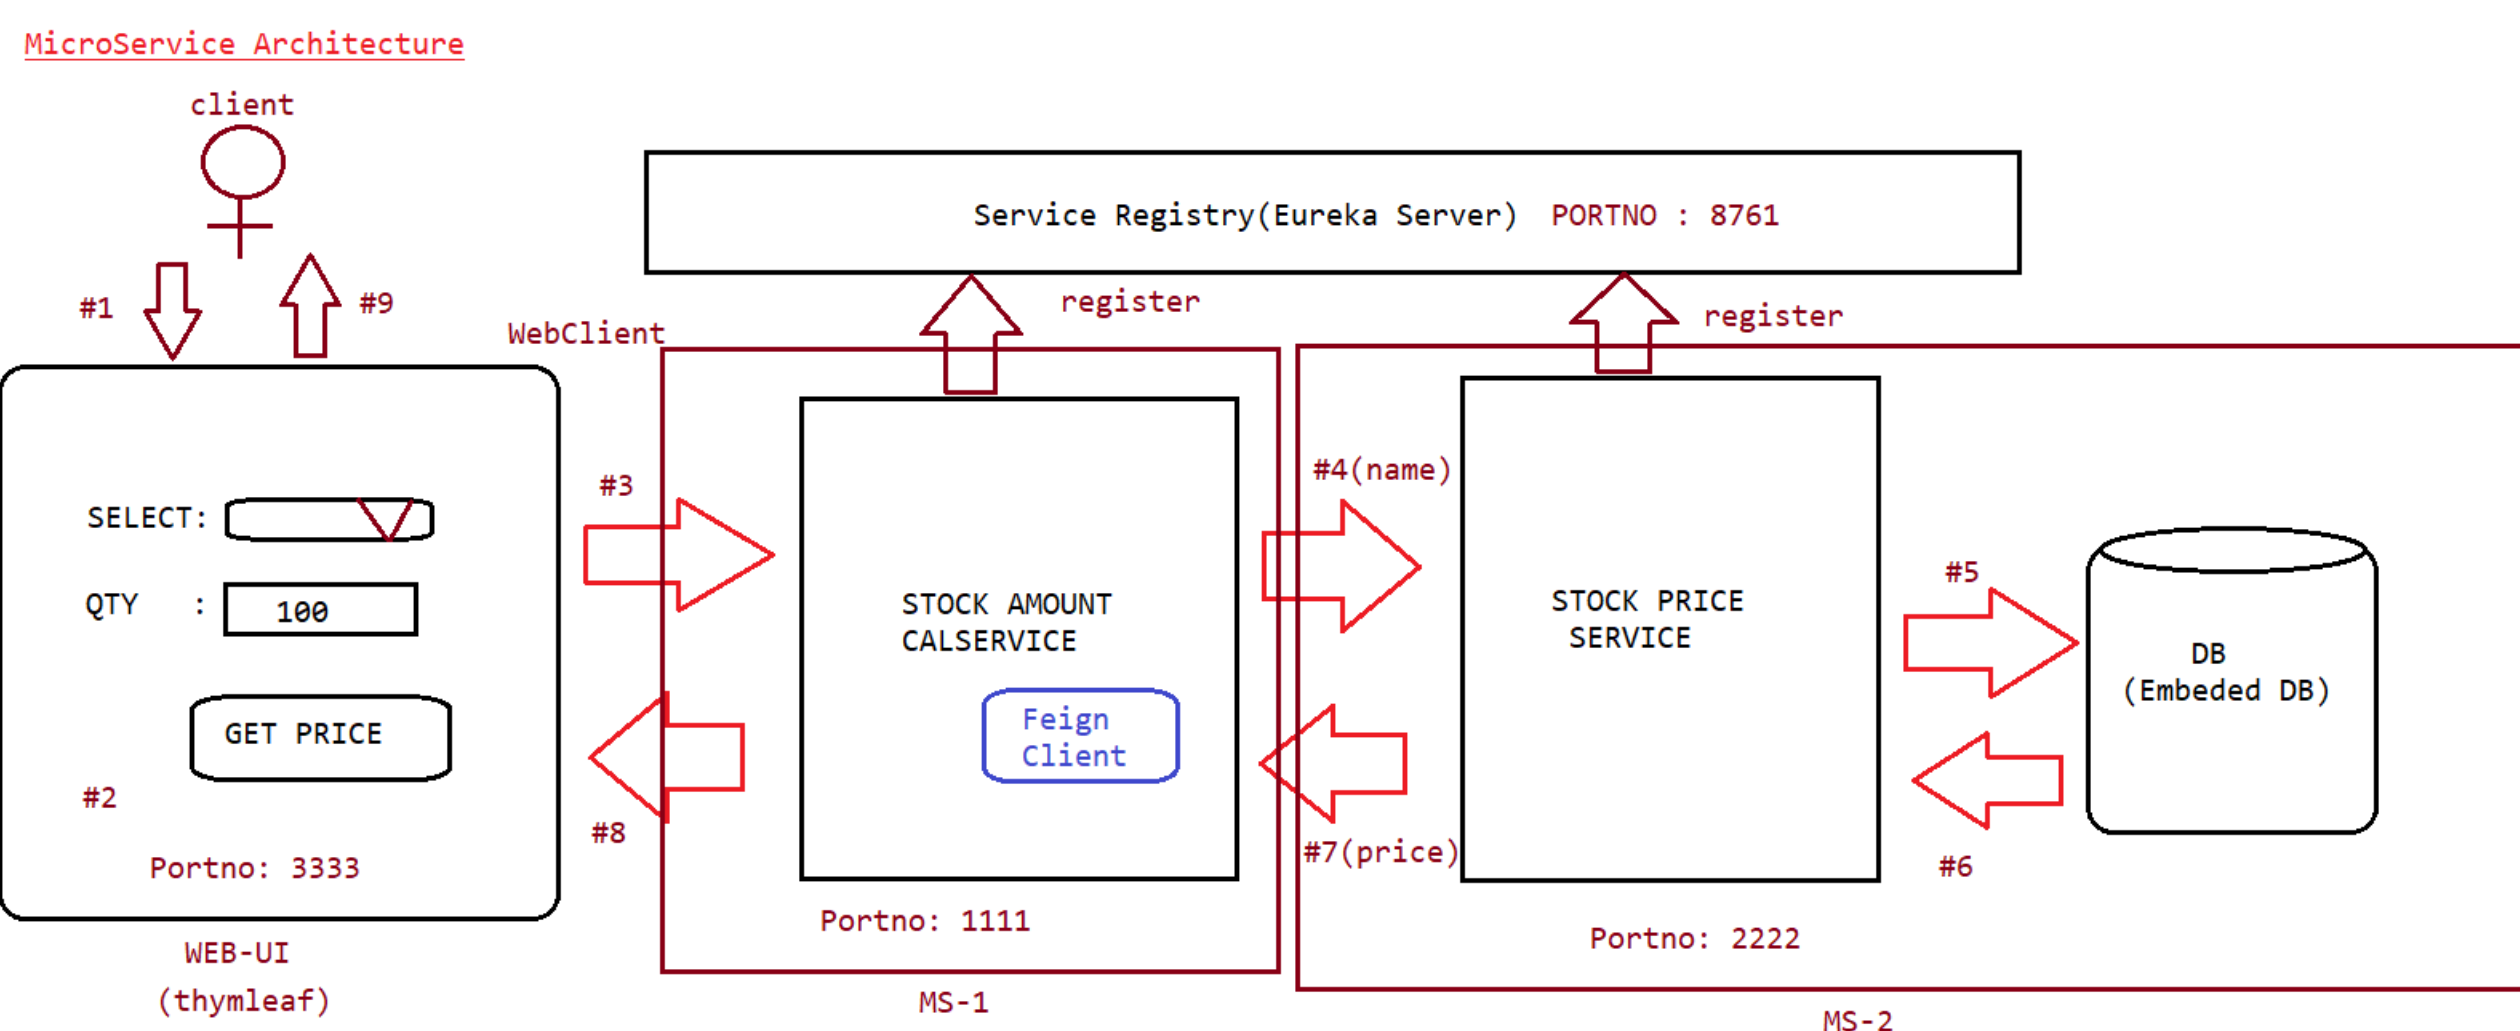 MicroService Architecture
client
Service Registry(Eureka Server) PORTNO : 8761
#1
#9
register
register
WebClient
SELECT:
QTY : 100
GET PRICE
#2
Portno: 3333
WEB-UI
(thymleaf)
#3
#8
STOCK AMOUNT
CALSERVICE
Feign
Client
Portno: 1111
MS-1
#4(name)
#7(price)
STOCK PRICE
SERVICE
Portno: 2222
#5
#6
DB
(Embeded DB)
MS-2